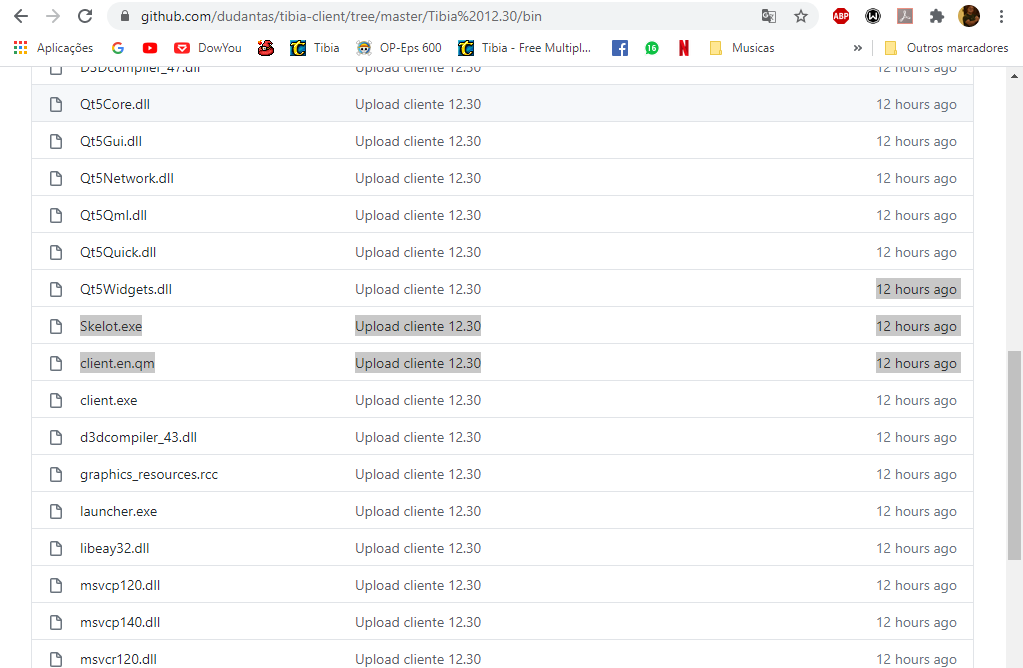 github.com/dudantas/tibia-client/tree/master/Tibia%2012.30/bin
ABP
Aplicações DowYou Tibia OP-Eps 600 Tibia - Free Multipl... 16 Musicas » Outros marcadores
D3Dcompiler_47.dll Upload cliente 12.30 12 hours ago
Qt5Core.dll Upload cliente 12.30 12 hours ago
Qt5Gui.dll Upload cliente 12.30 12 hours ago
Qt5Network.dll Upload cliente 12.30 12 hours ago
Qt5Qml.dll Upload cliente 12.30 12 hours ago
Qt5Quick.dll Upload cliente 12.30 12 hours ago
Qt5Widgets.dll Upload cliente 12.30 12 hours ago
Skelot.exe Upload cliente 12.30 12 hours ago
client.en.qm Upload cliente 12.30 12 hours ago
client.exe Upload cliente 12.30 12 hours ago
d3dcompiler_43.dll Upload cliente 12.30 12 hours ago
graphics_resources.rcc Upload cliente 12.30 12 hours ago
launcher.exe Upload cliente 12.30 12 hours ago
libeay32.dll Upload cliente 12.30 12 hours ago
msvcp120.dll Upload cliente 12.30 12 hours ago
msvcp140.dll Upload cliente 12.30 12 hours ago
msvcr120.dll Upload cliente 12.30 12 hours ago